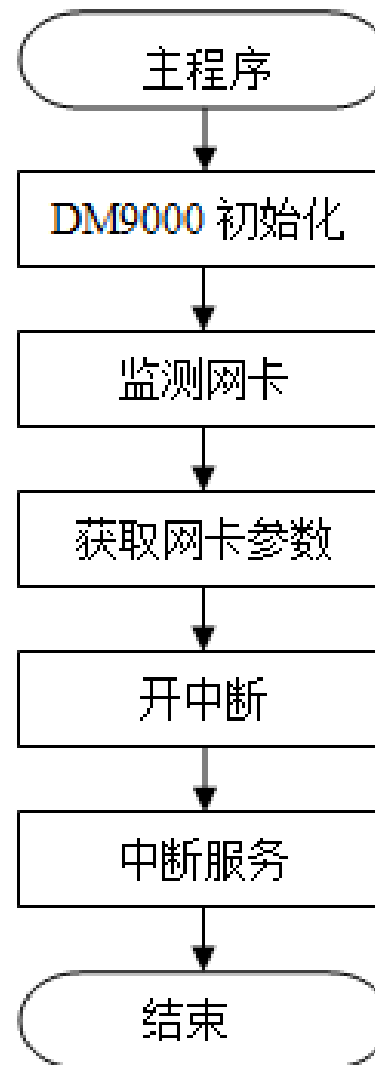 主程序
DM9000 初始化
监测网卡
获取网卡参数
开中断
中断服务
结束